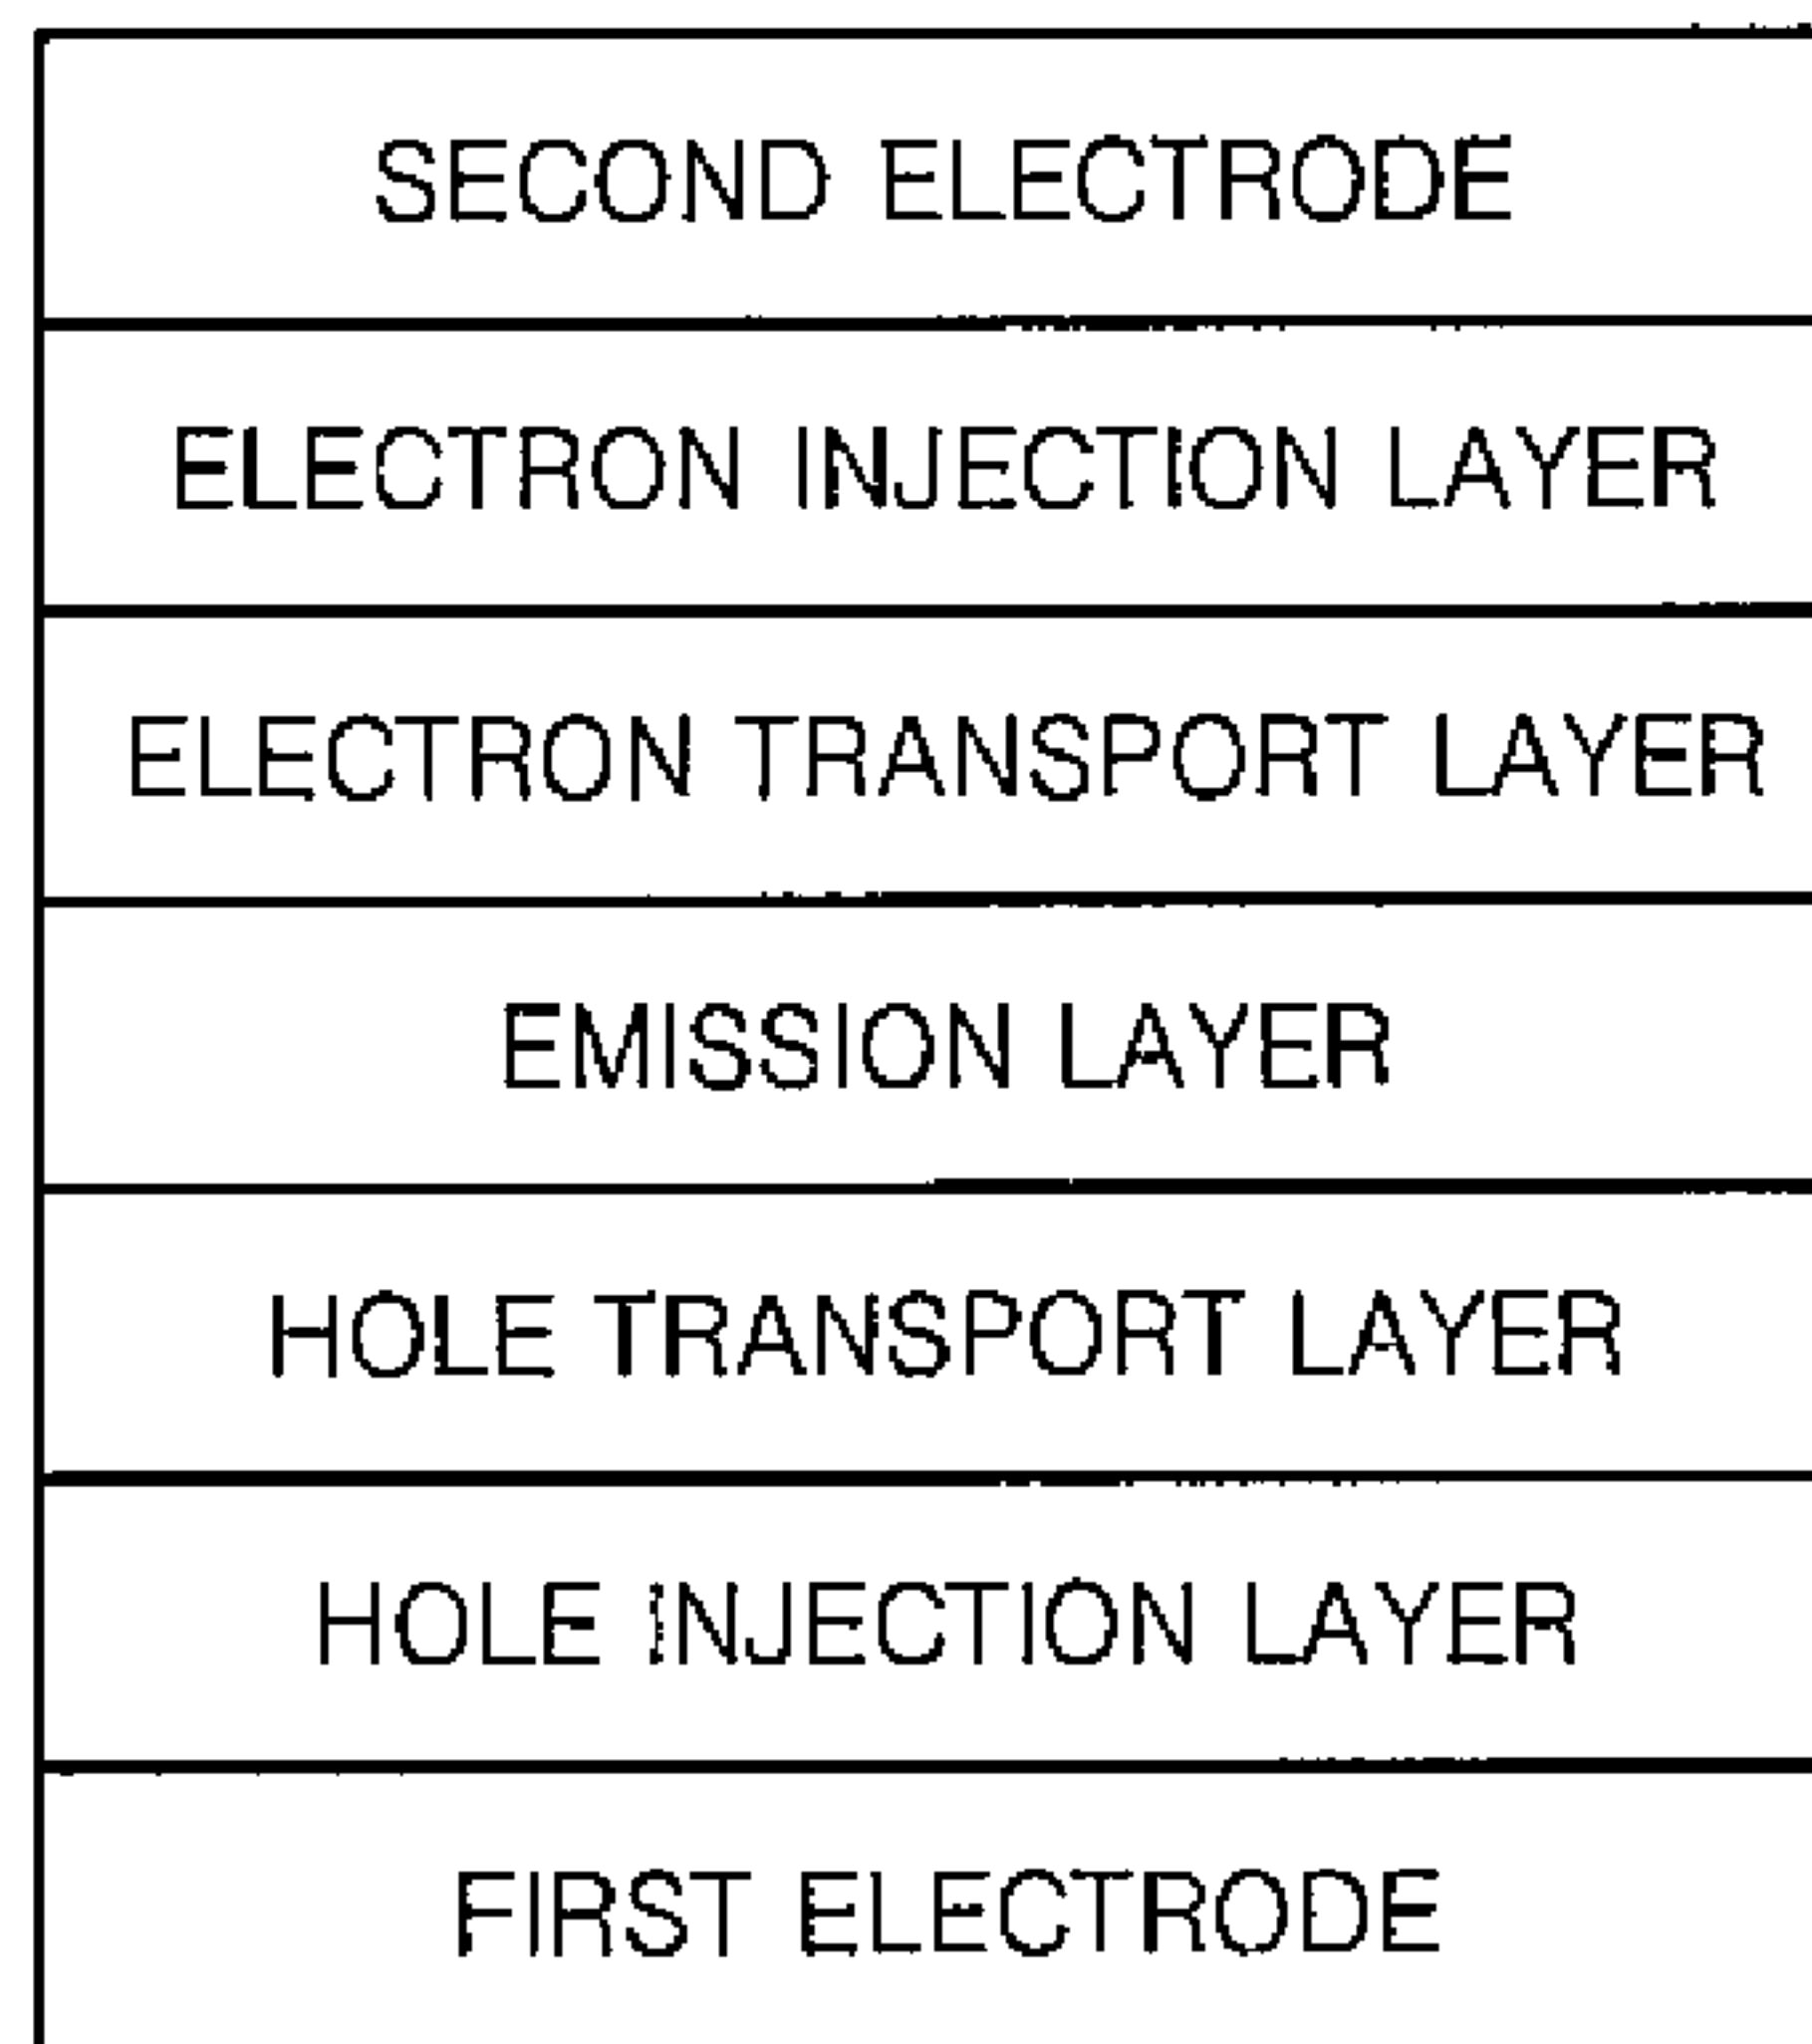 SECOND ELECTRODE
ELECTRON INJECTION LAYER
ELECTRON TRANSPORT LAYER
EMISSION LAYER
HOLE TRANSPORT LAYER
HOLE INJECTION LAYER
FIRST ELECTRODE